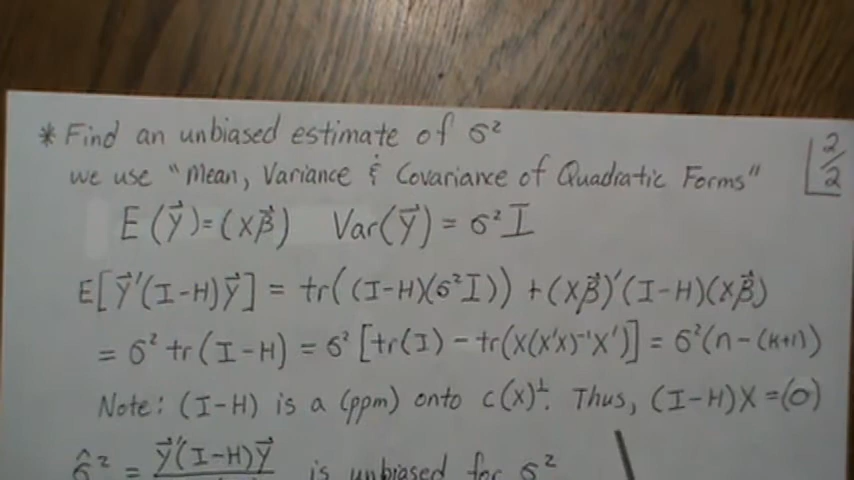 * Find an unbiased estimate of σ²
2/2
we use "Mean, Variance & Covariance of Quadratic Forms"
E(Y⃗)=(Xβ⃗) Var(Y⃗)=σ²I
E[Y⃗'(I-H)Y⃗] = tr((I-H)(σ²I)) + (Xβ⃗)'(I-H)(Xβ⃗)
= σ² tr(I-H) = σ² [tr(I) - tr(X(X'X)⁻¹X')] = σ²(n-(k+1))
Note: (I-H) is a (ppm) onto C(X)⊥. Thus, (I-H)X=(0)
σ̂² = Y⃗'(I-H)Y⃗ is unbiased for σ²